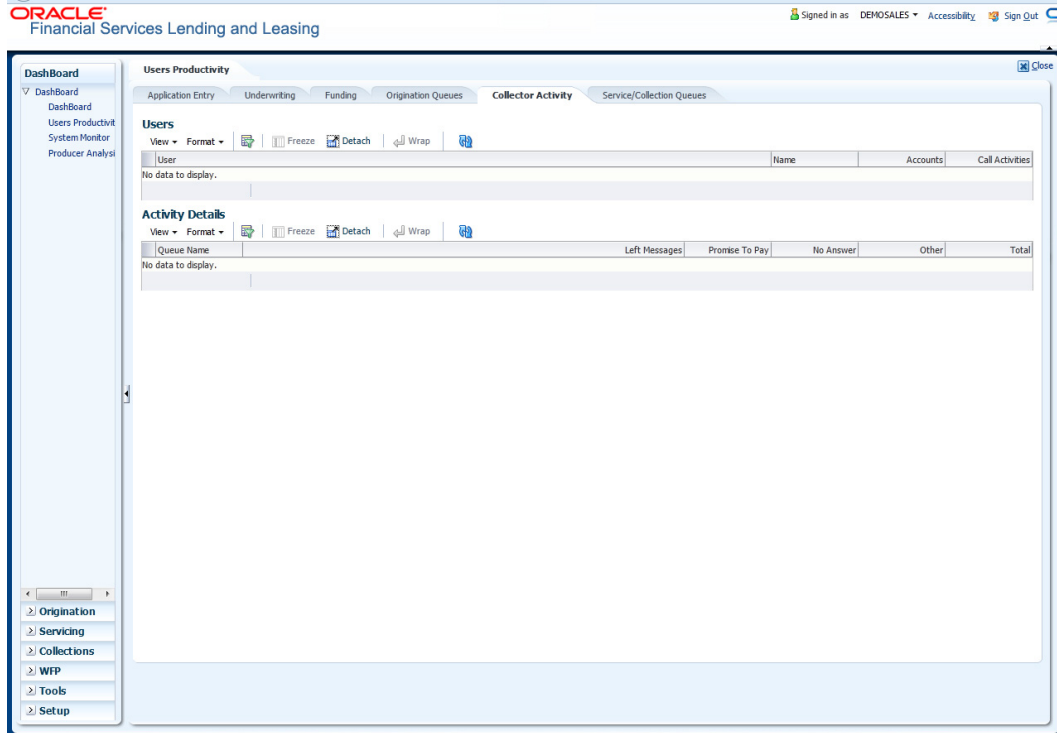 ORACLE
Financial Services Lending and Leasing
Signed in as DEMOSALES Accessibility Sign Out
DashBoard
DashBoard
DashBoard
Users Productivit
System Monitor
Producer Analysi
Origination
Servicing
Collections
WFP
Tools
Setup
Users Productivity
Close
Application Entry Underwriting Funding Origination Queues Collector Activity Service/Collection Queues
Users
View Format Freeze Detach Wrap
User Name Accounts Call Activities
No data to display.
Activity Details
View Format Freeze Detach Wrap
Queue Name Left Messages Promise To Pay No Answer Other Total
No data to display.